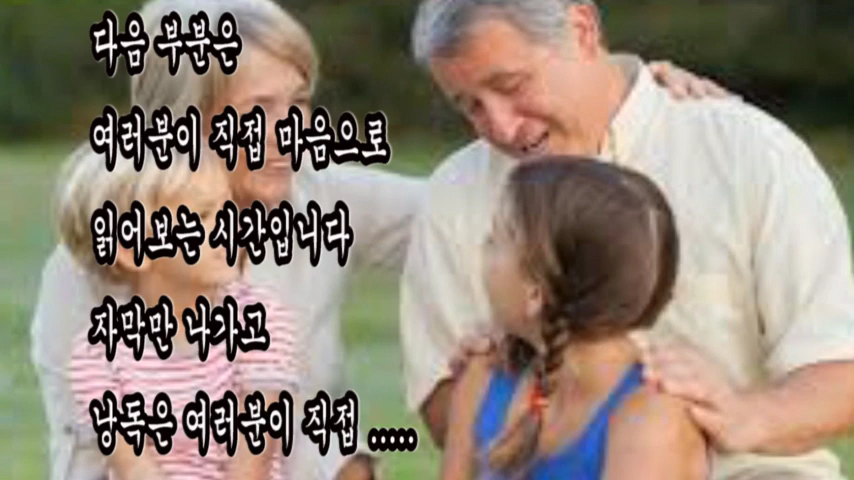 다음 부분은
여러분이 직접 마음으로
읽어보는 시간입니다
자막만 나가고
낭독은 여러분이 직접 .....